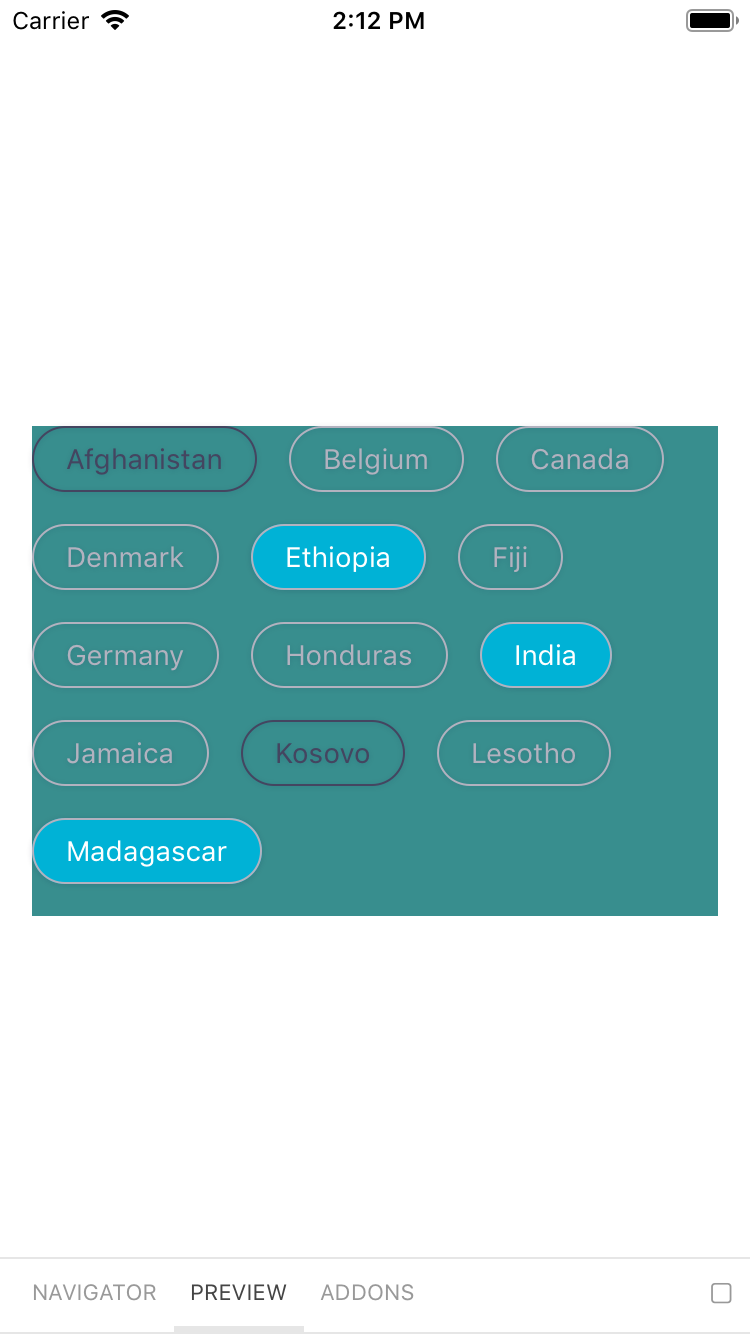 Carrier 2:12 PM
Afghanistan Belgium Canada
Denmark Ethiopia Fiji
Germany Honduras India
Jamaica Kosovo Lesotho
Madagascar
NAVIGATOR PREVIEW ADDONS